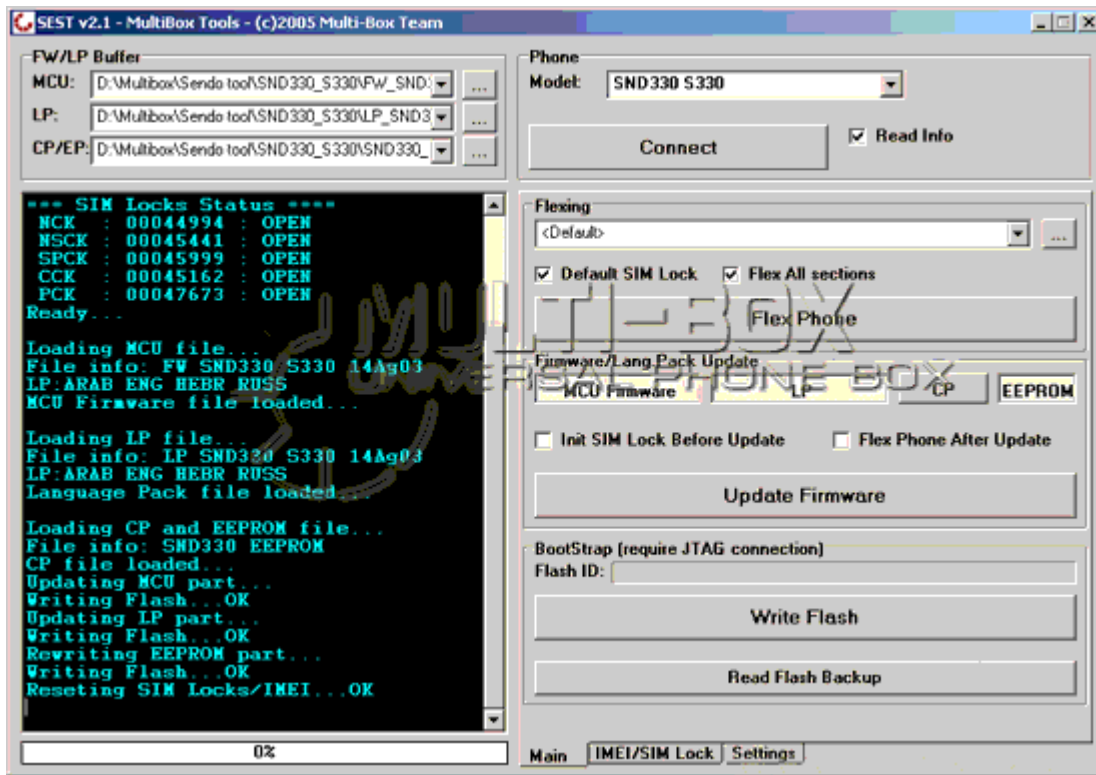 SEST v2.1 - MultiBox Tools - (c)2005 Multi-Box Team
FW/LP Buffer
MCU: D:\Multibox\Sendo tool\SND330_S330\FW_SND: ...
LP: D:\Multibox\Sendo tool\SND330_S330\LP_SND3 ...
CP/EP: D:\Multibox\Sendo tool\SND330_S330\SND330_ ...
Phone
Model: SND330 S330
Connect
Read Info
=== SIM Locks Status ====
NCK : 00044994 : OPEN
NSCK : 00045441 : OPEN
SPCK : 00045999 : OPEN
CCK : 00045162 : OPEN
PCK : 00047673 : OPEN
Ready...
Loading MCU file...
File info: FW SND330 S330 14Ag03
LP:ARAB ENG HEBR RUSS
MCU Firmware file loaded...
Loading LP file...
File info: LP SND330 S330 14Ag03
LP:ARAB ENG HEBR RUSS
Language Pack file loaded...
Loading CP and EEPROM file...
File info: SND330 EEPROM
CP file loaded...
Updating MCU part...
Writing Flash...OK
Updating LP part...
Writing Flash...OK
Rewriting EEPROM part...
Writing Flash...OK
Reseting SIM Locks/IMEI...OK
0%
Flexing
<Default> ...
Default SIM Lock Flex All sections
Flex Phone
MULTI-BOX
UNIVERSAL PHONE BOX
Firmware/Lang Pack Update
MCU Firmware LP CP EEPROM
Init SIM Lock Before Update Flex Phone After Update
Update Firmware
BootStrap (require JTAG connection)
Flash ID:
Write Flash
Read Flash Backup
Main IMEI/SIM Lock Settings